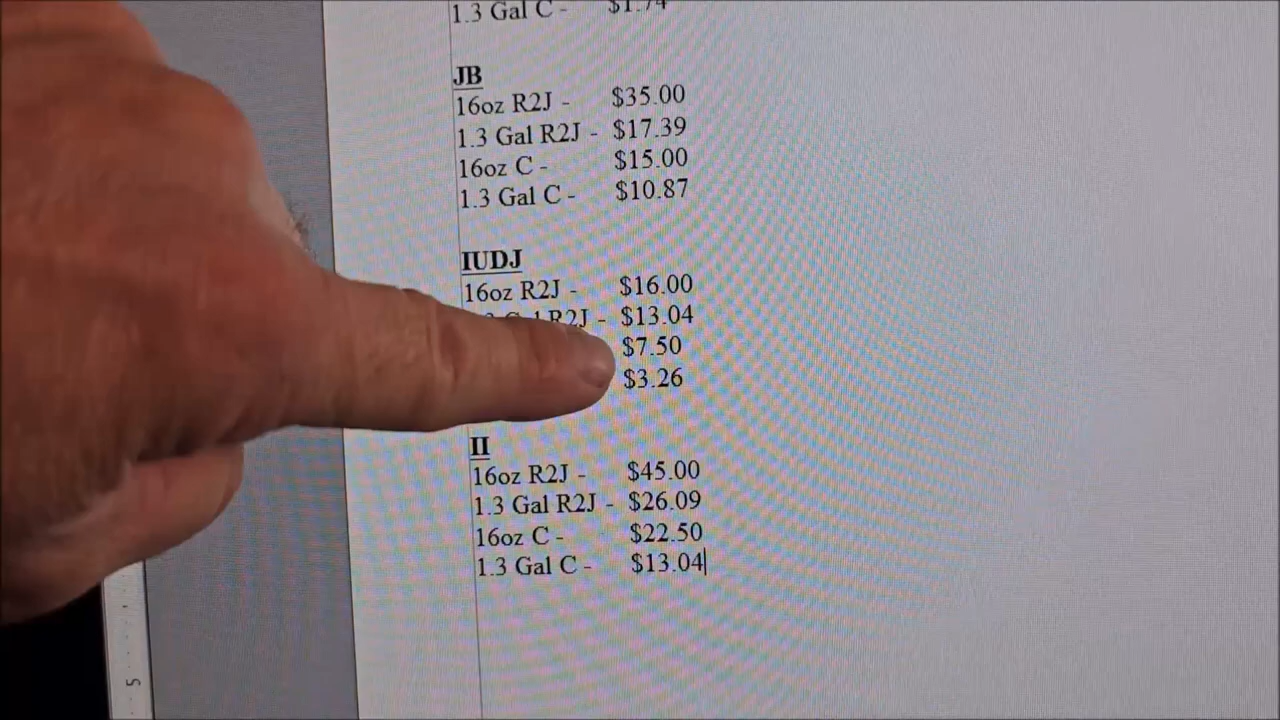 1.3 Gal C - $1.74
JB
16oz R2J - $35.00
1.3 Gal R2J - $17.39
16oz C - $15.00
1.3 Gal C - $10.87
IUDJ
16oz R2J - $16.00
Gal R2J - $13.04
$7.50
$3.26
II
16oz R2J - $45.00
1.3 Gal R2J - $26.09
16oz C - $22.50
1.3 Gal C - $13.04
5